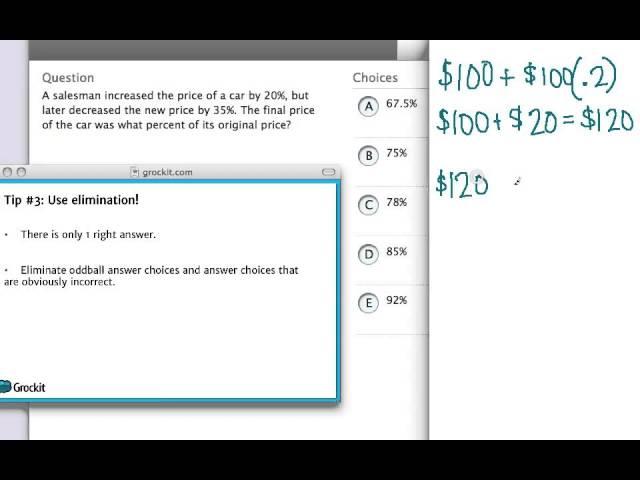 Question
A salesman increased the price of a car by 20%, but
later decreased the new price by 35%. The final price
of the car was what percent of its original price?
Choices
A 67.5%
B 75%
C 78%
D 85%
E 92%
grockit.com
Tip #3: Use elimination!
• There is only 1 right answer.
• Eliminate oddball answer choices and answer choices that
are obviously incorrect.
Grockit
$100 + $100(.2)
$100 + $20 = $120
$120